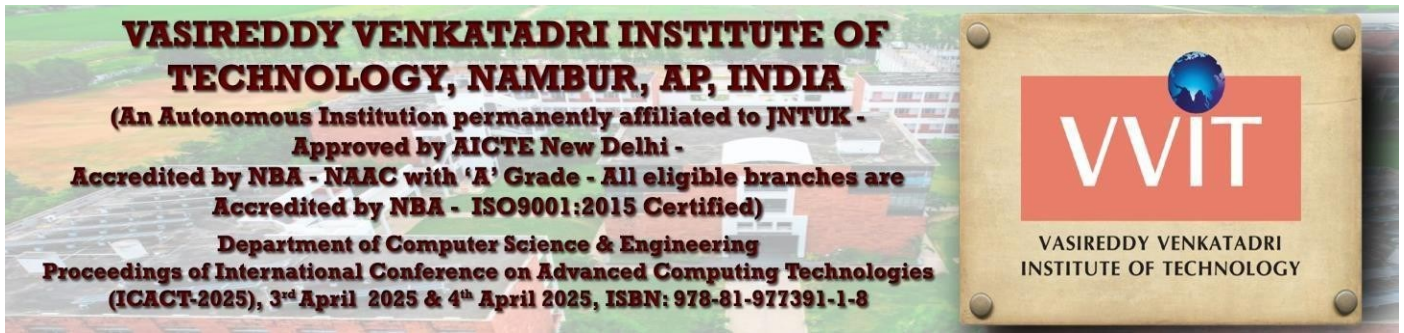 VASIREDDY VENKATADRI INSTITUTE OF
TECHNOLOGY, NAMBUR, AP, INDIA
(An Autonomous Institution permanently affiliated to JNTUK -
Approved by AICTE New Delhi -
Accredited by NBA - NAAC with ‘A’ Grade - All eligible branches are
Accredited by NBA - ISO9001:2015 Certified)
Department of Computer Science & Engineering
Proceedings of International Conference on Advanced Computing Technologies
(ICACT-2025), 3rd April 2025 & 4th April 2025, ISBN: 978-81-977391-1-8
VVIT
VASIREDDY VENKATADRI
INSTITUTE OF TECHNOLOGY